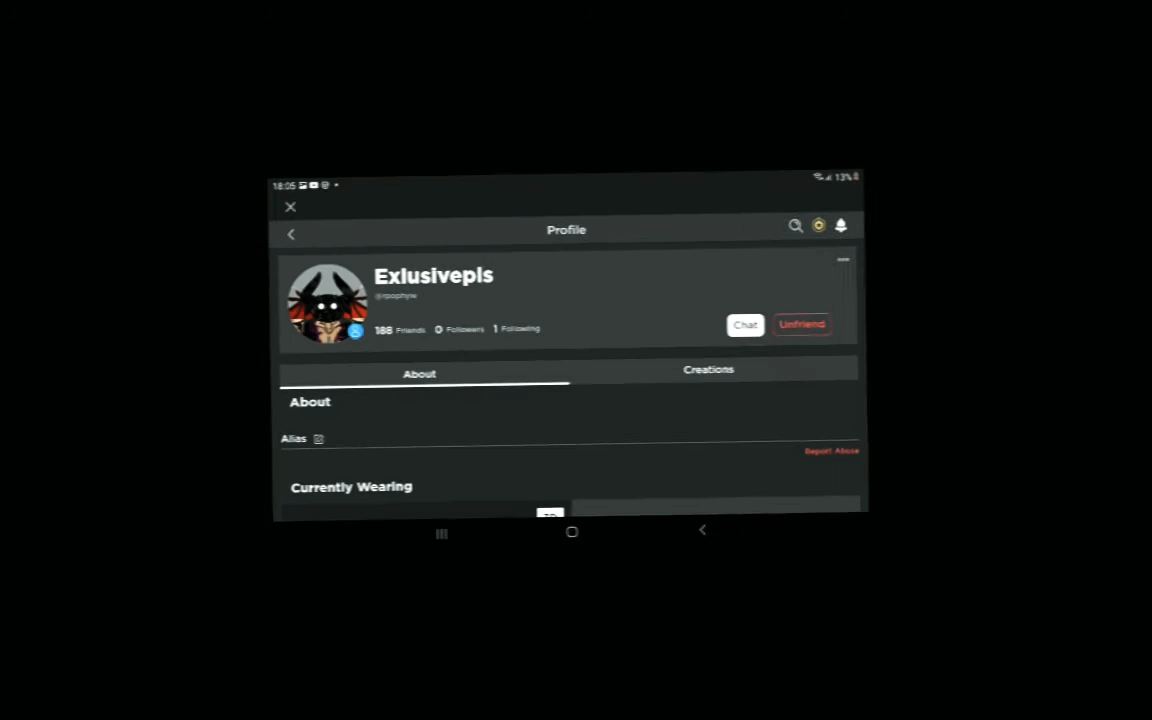 18:05
13%
Profile
Exlusivepls
188 Friends 0 Followers 1 Following
Chat
Unfriend
About
Creations
About
Alias
Report Abuse
Currently Wearing